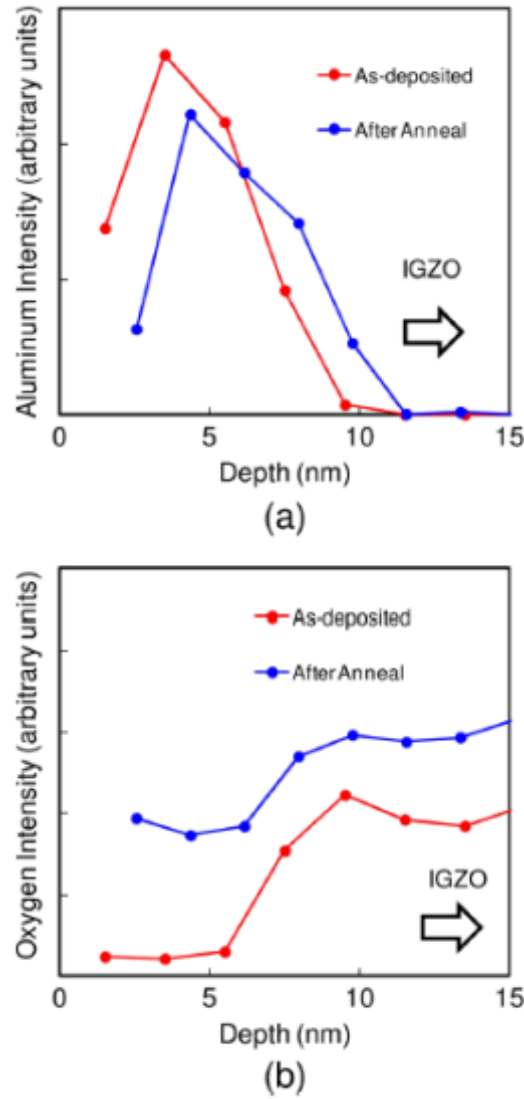 Aluminum Intensity (arbitrary units)
As-deposited
After Anneal
IGZO
0 5 10 15
Depth (nm)
(a)
Oxygen Intensity (arbitrary units)
As-deposited
After Anneal
IGZO
0 5 10 15
Depth (nm)
(b)